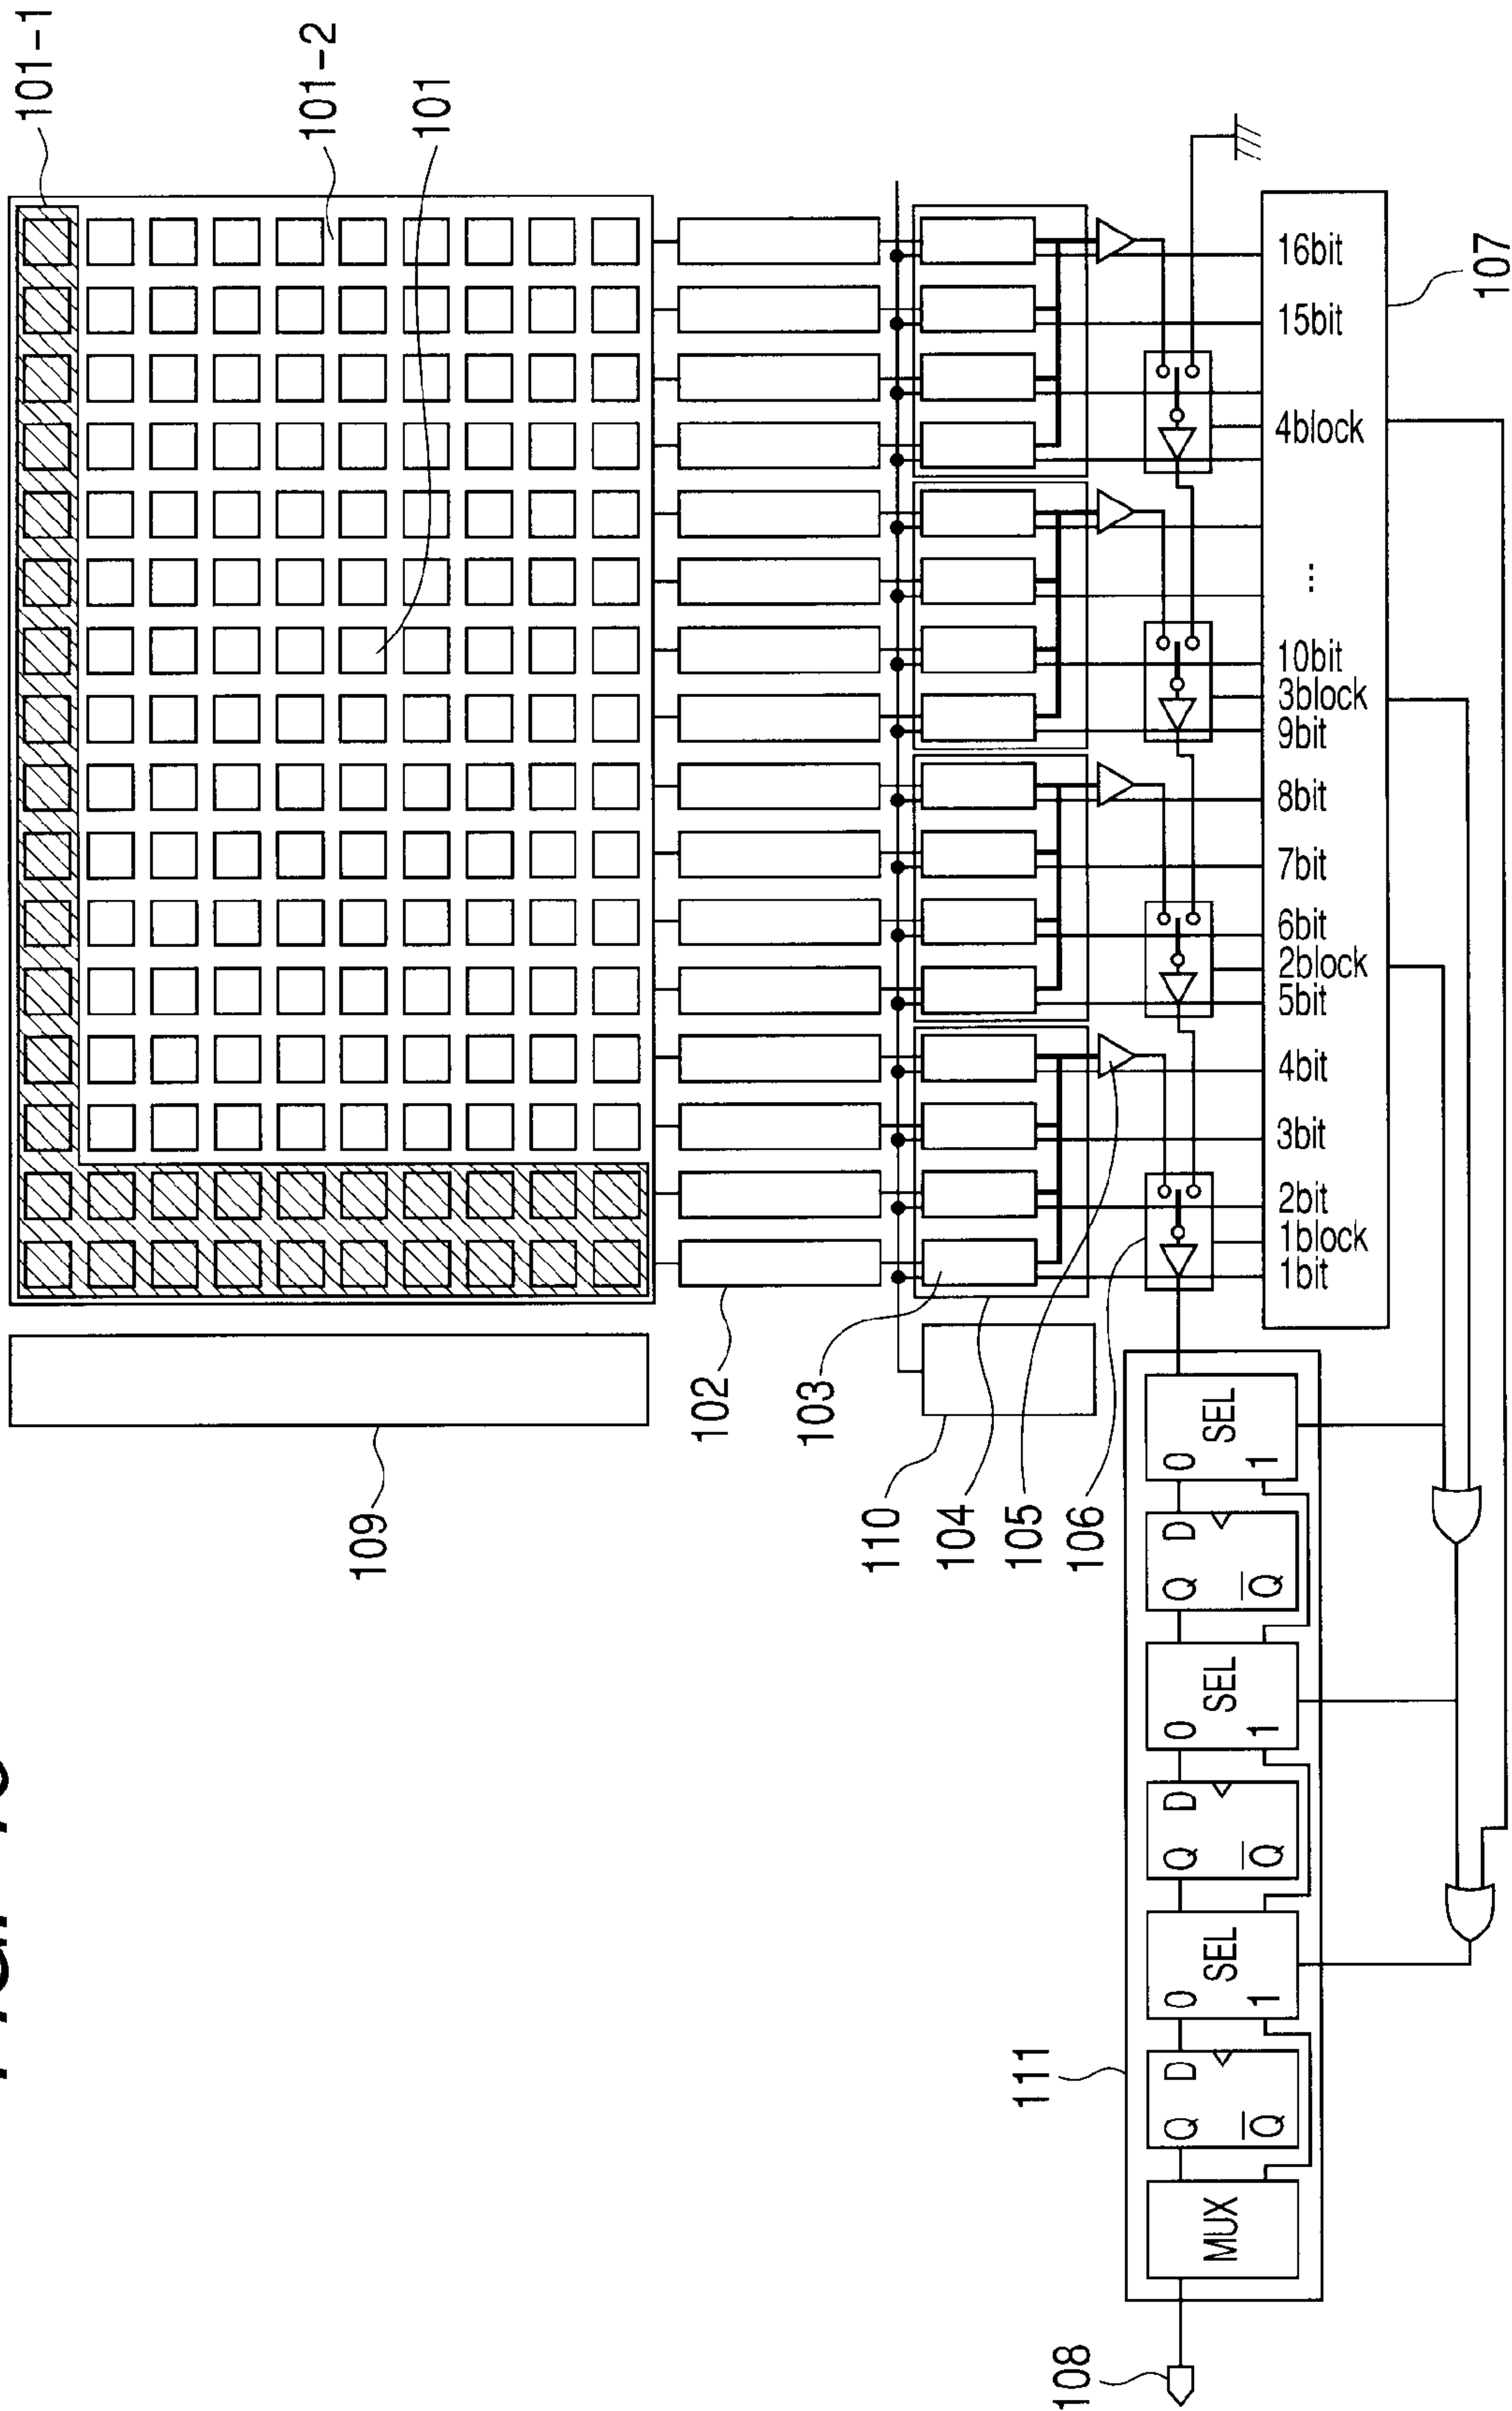 101-1
101-2
101
109
102
103
110
104
105
106
16bit
15bit
4block
...
10bit
3block
9bit
8bit
7bit
6bit
2block
5bit
4bit
3bit
2bit
1block
1bit
107
111
108
MUX
Q D
Q
0 SEL
1
Q D
Q
0 SEL
1
Q D
Q
0 SEL
1